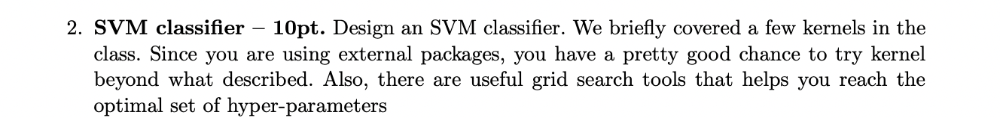 2. SVM classifier – 10pt. Design an SVM classifier. We briefly covered a few kernels in the
class. Since you are using external packages, you have a pretty good chance to try kernel
beyond what described. Also, there are useful grid search tools that helps you reach the
optimal set of hyper-parameters